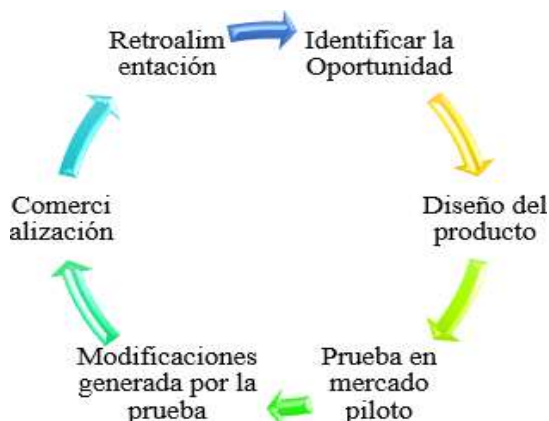 Retroalim
entación
Identificar la
Oportunidad
Diseño del
producto
Prueba en
mercado
piloto
Modificaciones
generada por la
prueba
Comerci
alización